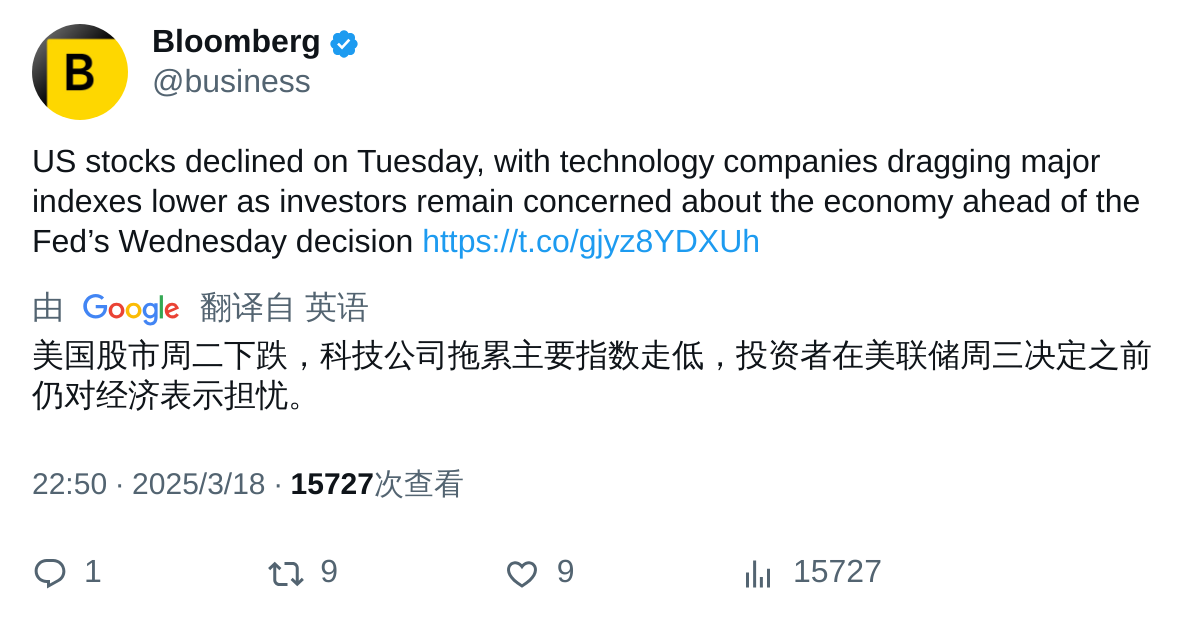 B
Bloomberg
@business
US stocks declined on Tuesday, with technology companies dragging major
indexes lower as investors remain concerned about the economy ahead of the
Fed’s Wednesday decision https://t.co/gjyz8YDXUh
由 Google 翻译自 英语
美国股市周二下跌，科技公司拖累主要指数走低，投资者在美联储周三决定之前
仍对经济表示担忧。
22:50 · 2025/3/18 · 15727次查看
1 9 9 15727